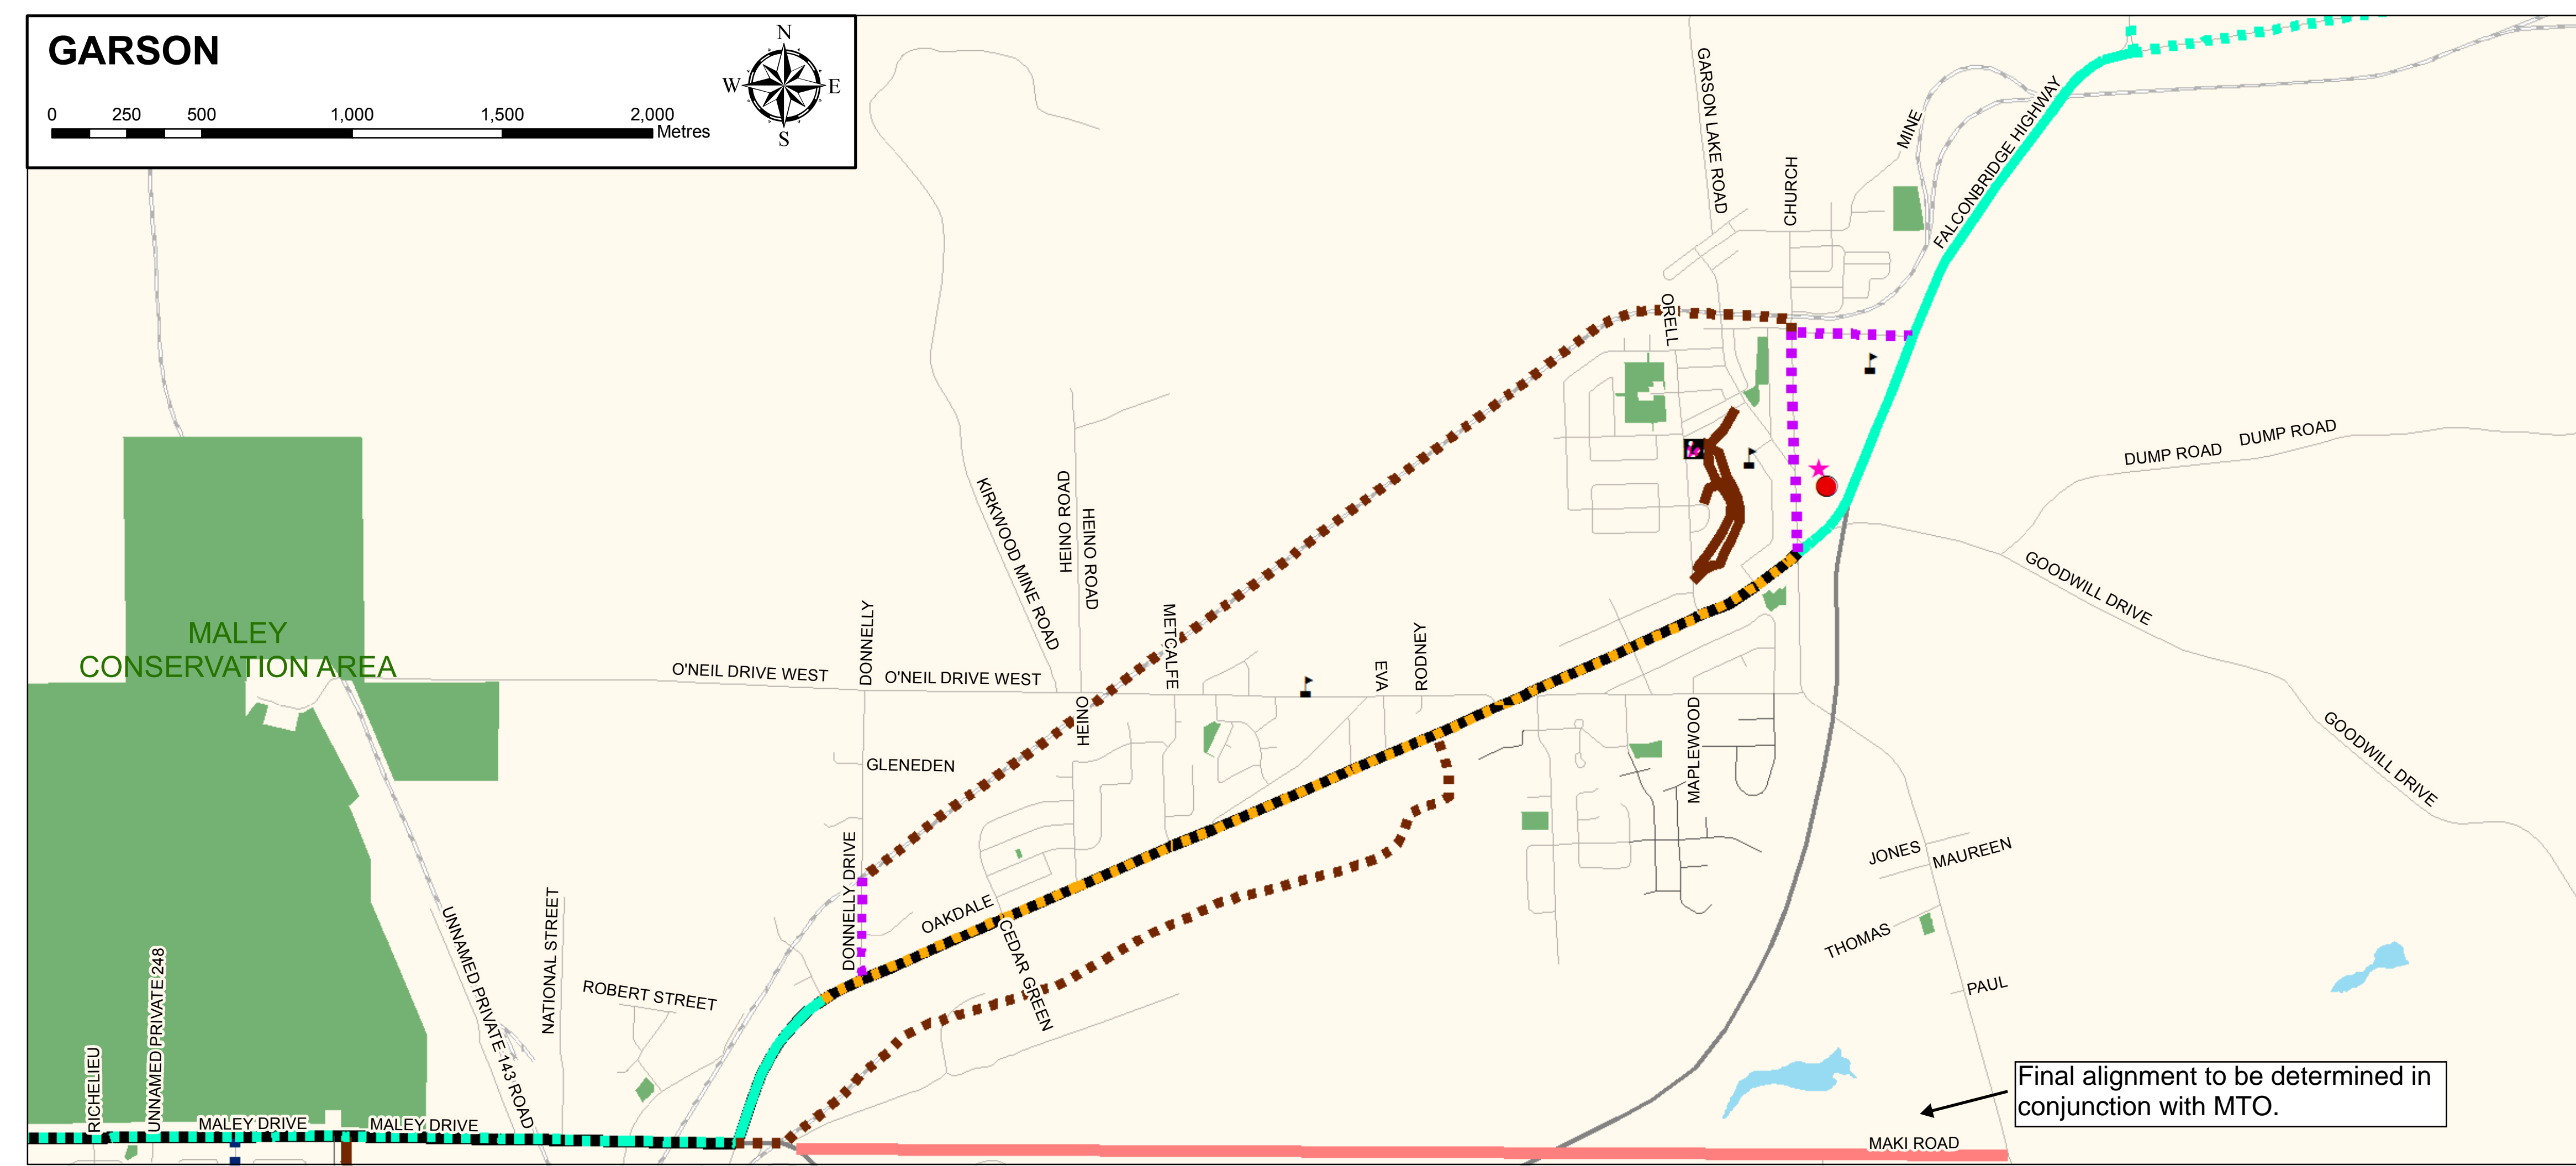 GARSON
N
W E
S
0 250 500 1,000 1,500 2,000
Metres
GARSON LAKE ROAD
CHURCH
MINE
FALCONBRIDGE HIGHWAY
ORELL
DUMP ROAD
DUMP ROAD
KIRKWOOD MINE ROAD
HEINO ROAD
HEINO ROAD
GOODWILL DRIVE
GOODWILL DRIVE
MALEY
CONSERVATION AREA
O'NEIL DRIVE WEST
DONNELLY
O'NEIL DRIVE WEST
METCALFE
EVA
RODNEY
HEINO
MAPLEWOOD
GLENEDEN
DONNELLY DRIVE
OAKDALE
CEDAR GREEN
JONES
MAUREEN
THOMAS
PAUL
UNNAMED PRIVATE 143 ROAD
NATIONAL STREET
ROBERT STREET
RICHELIEU
UNNAMED PRIVATE 248
MALEY DRIVE
MALEY DRIVE
Final alignment to be determined in
conjunction with MTO.
MAKI ROAD